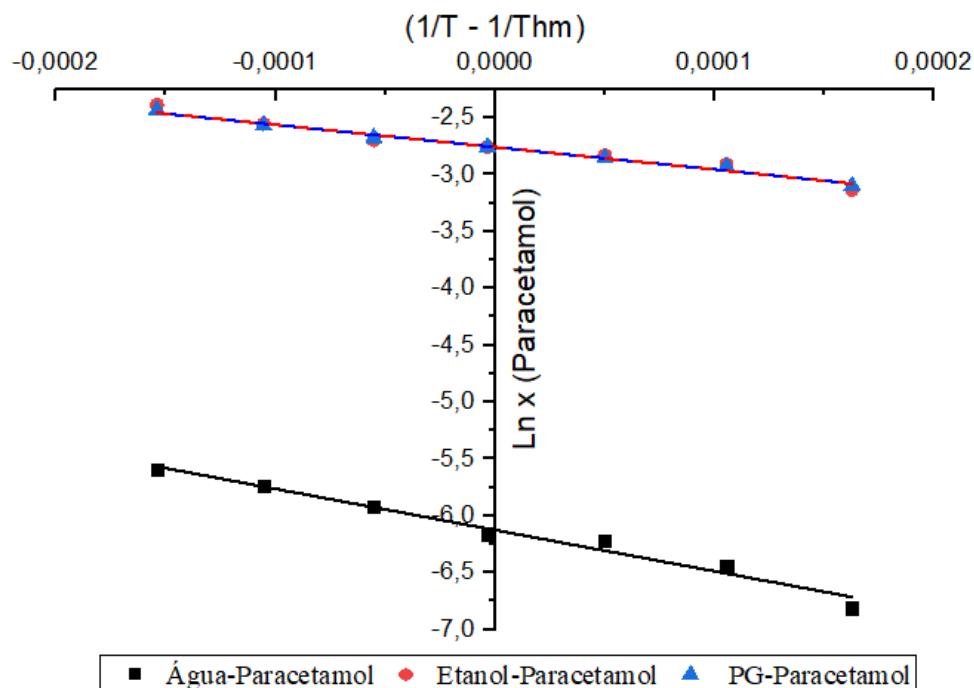 (1/T - 1/Thm)
-0,0002 -0,0001 0,0000 0,0001 0,0002
-2,5
-3,0
-3,5
-4,0
-4,5
-5,0
-5,5
-6,0
-6,5
-7,0
Ln x (Paracetamol)
Água-Paracetamol Etanol-Paracetamol PG-Paracetamol